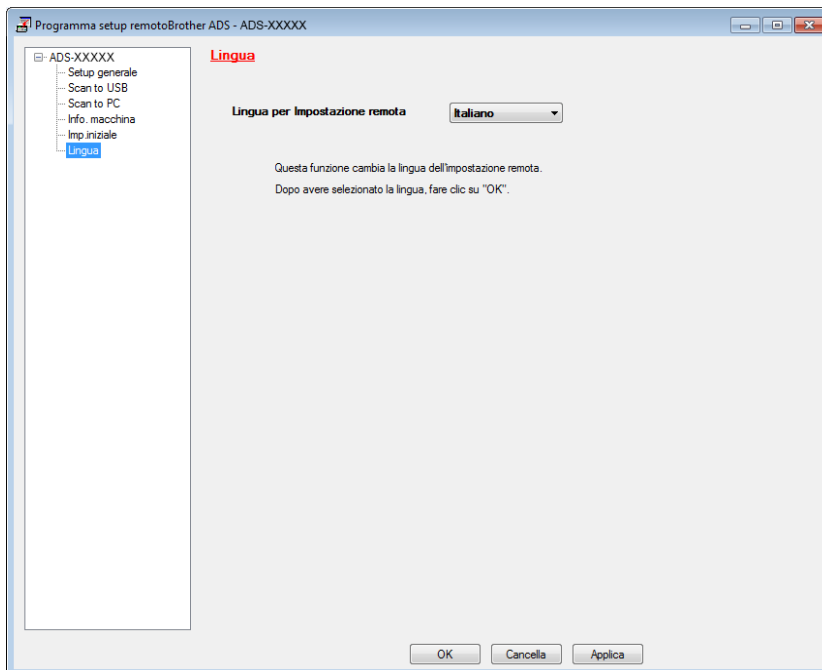 Programma setup remotoBrother ADS - ADS-XXXXX
ADS-XXXXX
Setup generale
Scan to USB
Scan to PC
Info. macchina
Imp.iniziale
Lingua
Lingua
Lingua per Impostazione remota
Italiano
Questa funzione cambia la lingua dell'impostazione remota.
Dopo avere selezionato la lingua, fare clic su "OK".
OK
Cancella
Applica